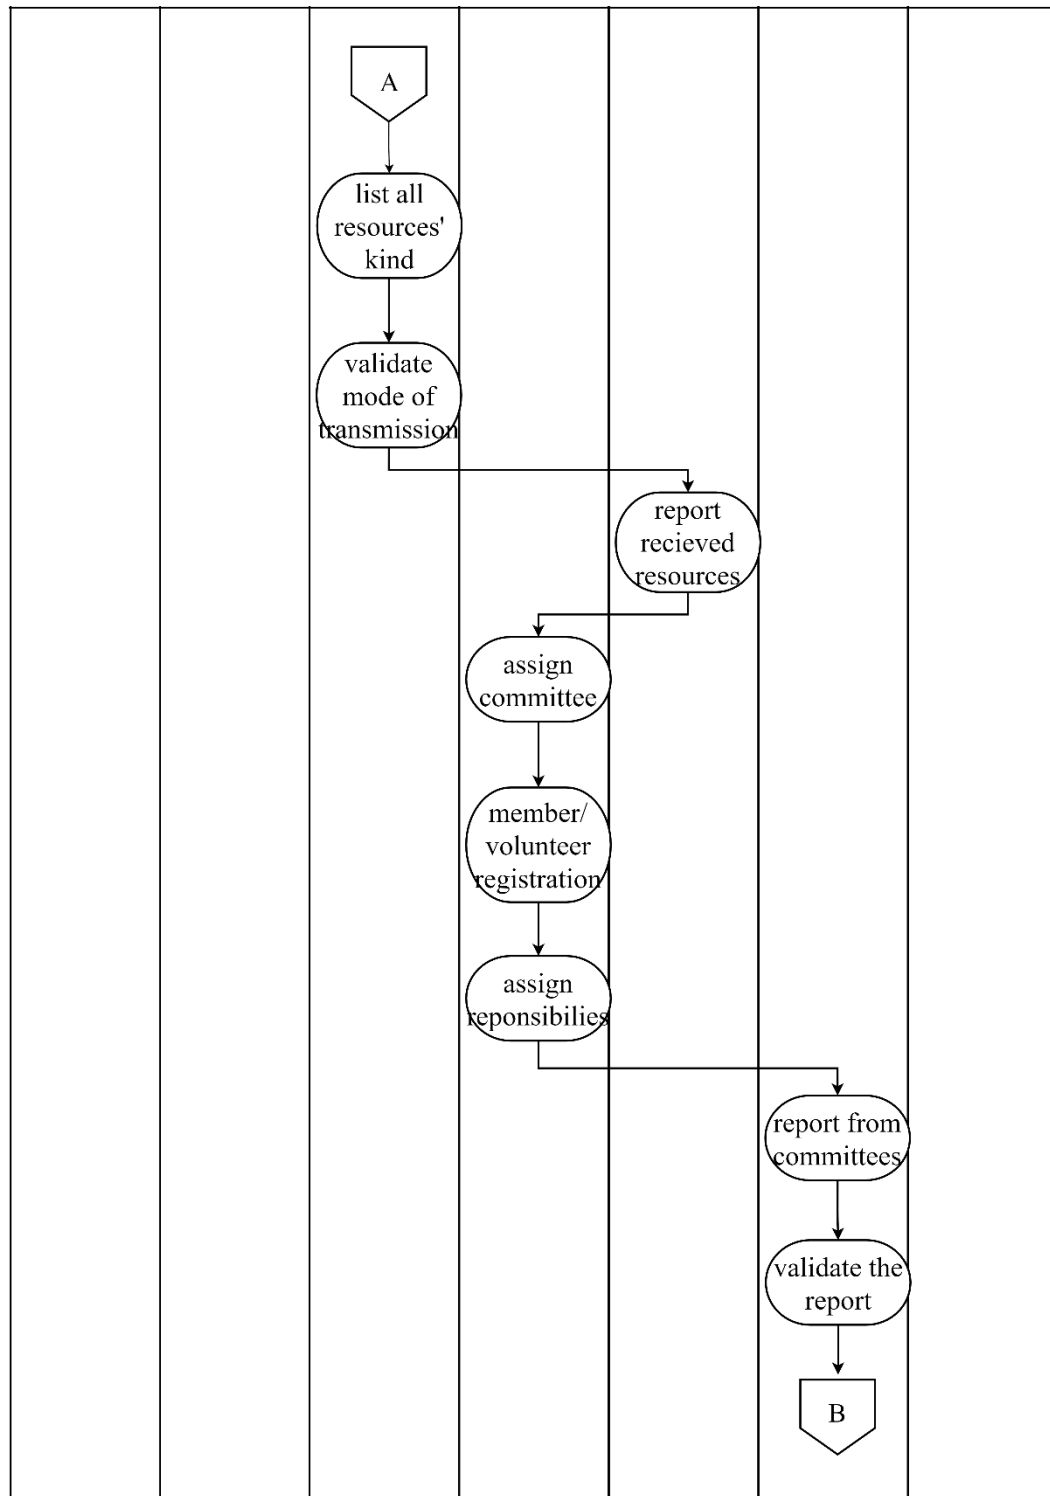 A
list all
resources'
kind
validate
mode of
transmission
report
recieved
resources
assign
committee
member/
volunteer
registration
assign
reponsibilies
report from
committees
validate the
report
B